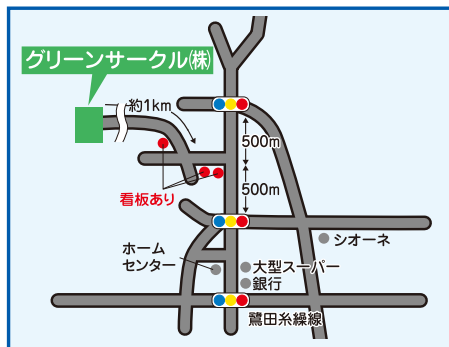 グリーンサークル(株)
約1km
500m
500m
看板あり
シオーネ
ホーム
センター
大型スーパー
銀行
鷺田糸繰線